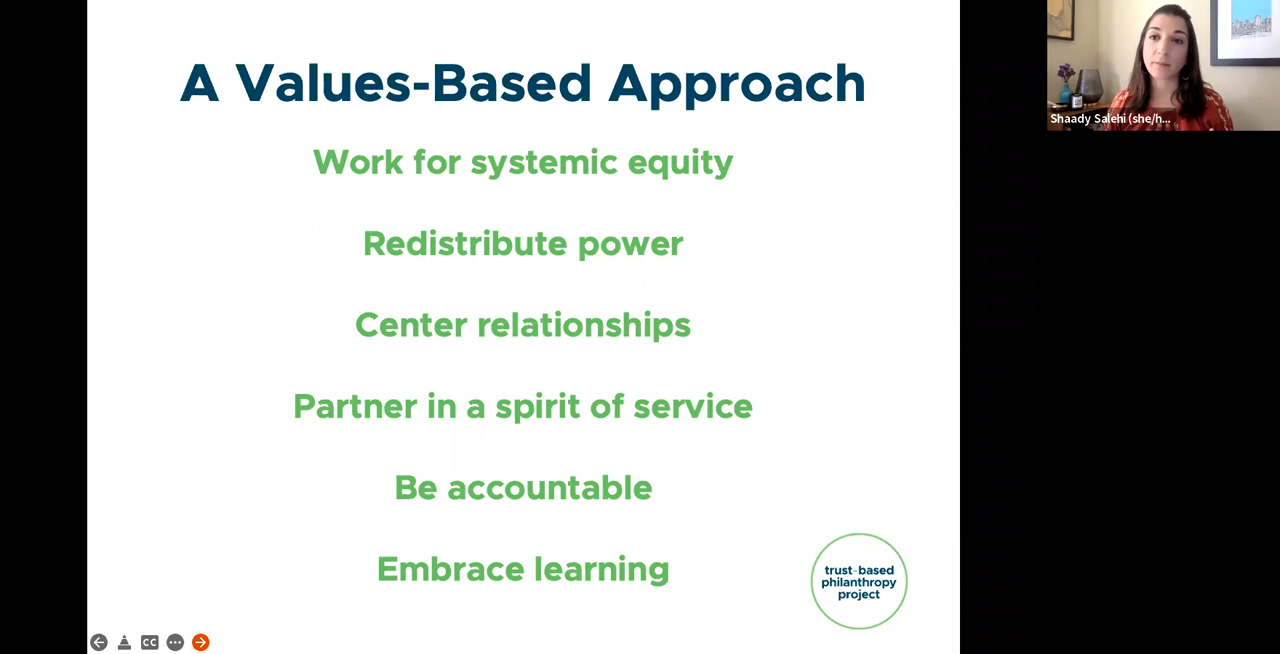 A Values-Based Approach
Work for systemic equity
Redistribute power
Center relationships
Partner in a spirit of service
Be accountable
Embrace learning
trust-based
philanthropy
project
CC
Shaady Salehi (she/h...